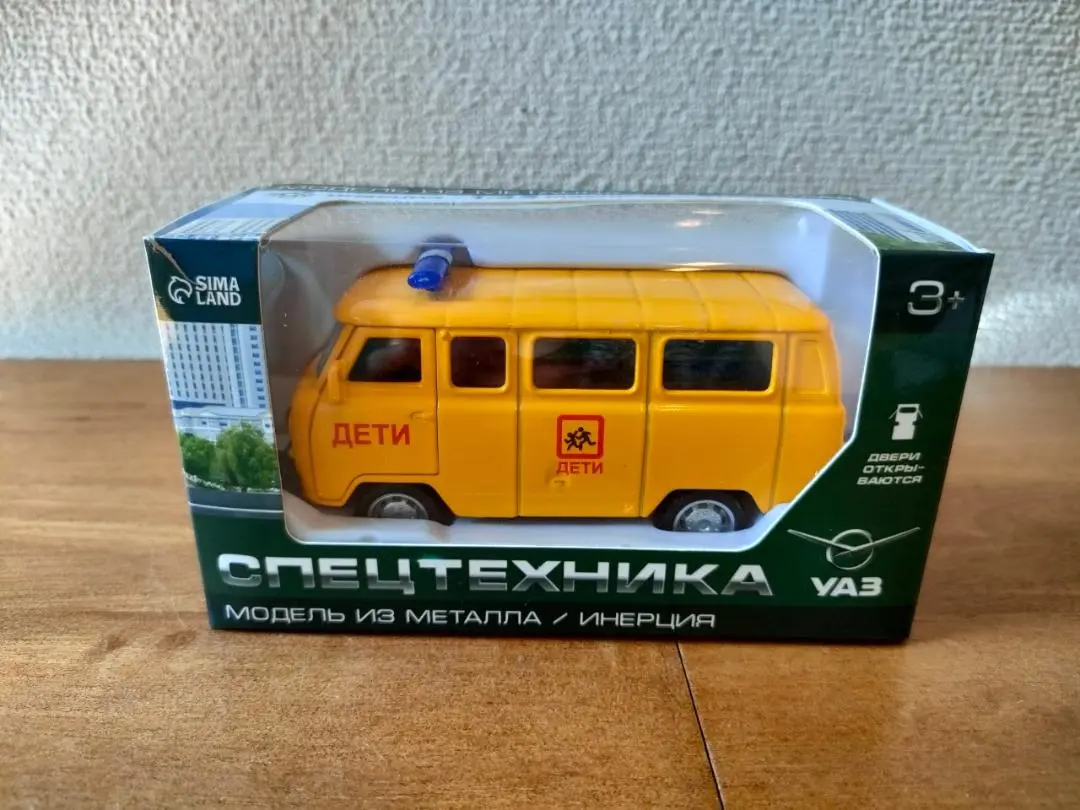 SIMA
LAND
3+
ДЕТИ
ДЕТИ
ДВЕРИ
ОТКРЫ-
ВАЮТСЯ
СПЕЦТЕХНИКА
УАЗ
МОДЕЛЬ ИЗ МЕТАЛЛА / ИНЕРЦИЯ